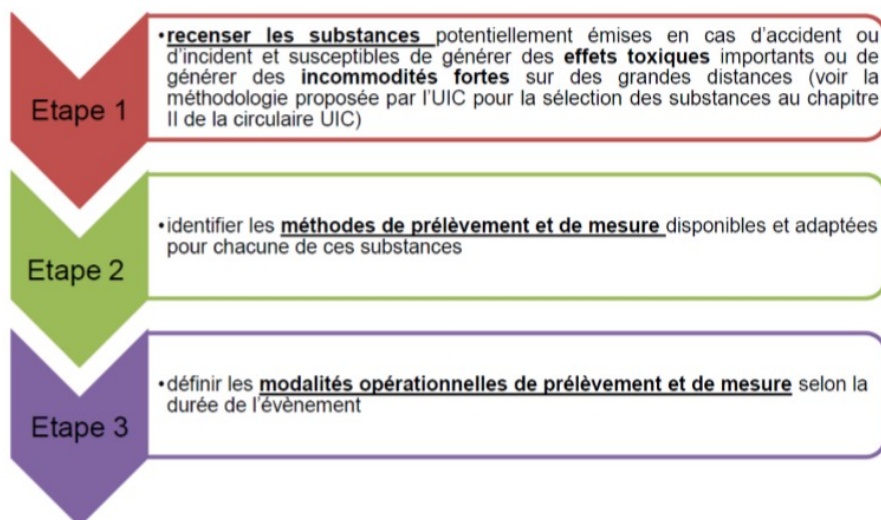 Etape 1
•recenser les substances potentiellement émises en cas d'accident ou
d'incident et susceptibles de générer des effets toxiques importants ou de
générer des incommodités fortes sur des grandes distances (voir la
méthodologie proposée par l'UIC pour la sélection des substances au chapitre
II de la circulaire UIC)
Etape 2
•identifier les méthodes de prélèvement et de mesure disponibles et adaptées
pour chacune de ces substances
Etape 3
•définir les modalités opérationnelles de prélèvement et de mesure selon la
durée de l'évènement